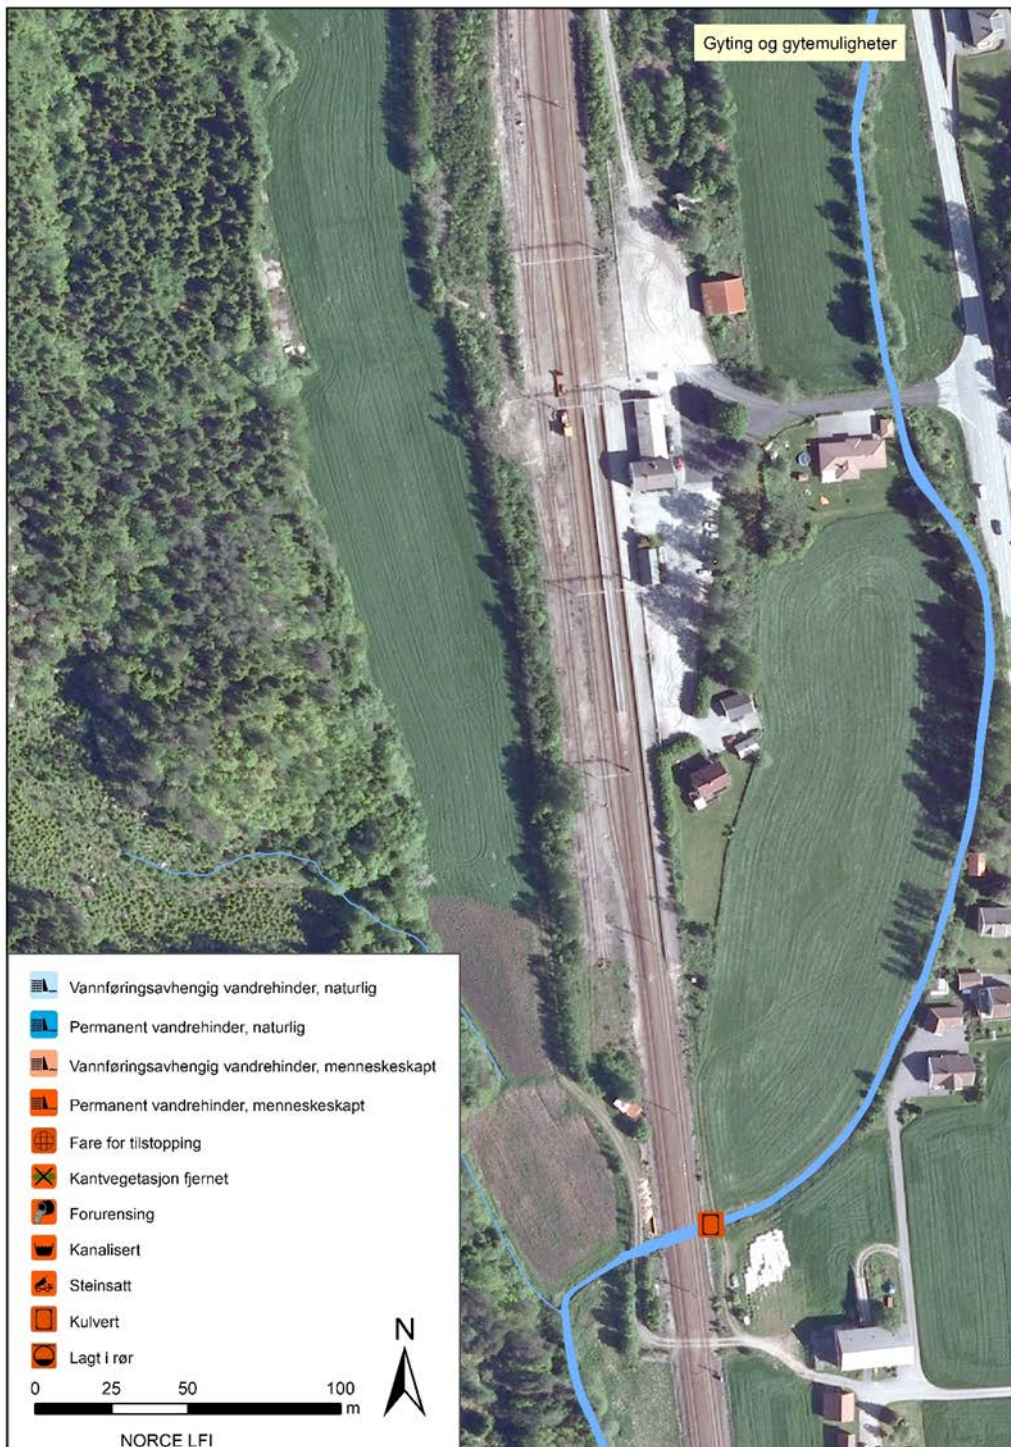 Gyting og gytemuligheter
Vannføringsavhengig vandrehinder, naturlig
Permanent vandrehinder, naturlig
Vannføringsavhengig vandrehinder, menneskeskapt
Permanent vandrehinder, menneskeskapt
Fare for tilstopping
Kantvegetasjon fjernet
Forurensing
Kanalisert
Steinsatt
Kulvert
Lagt i rør
N
0 25 50 100
m
NORCE LFI